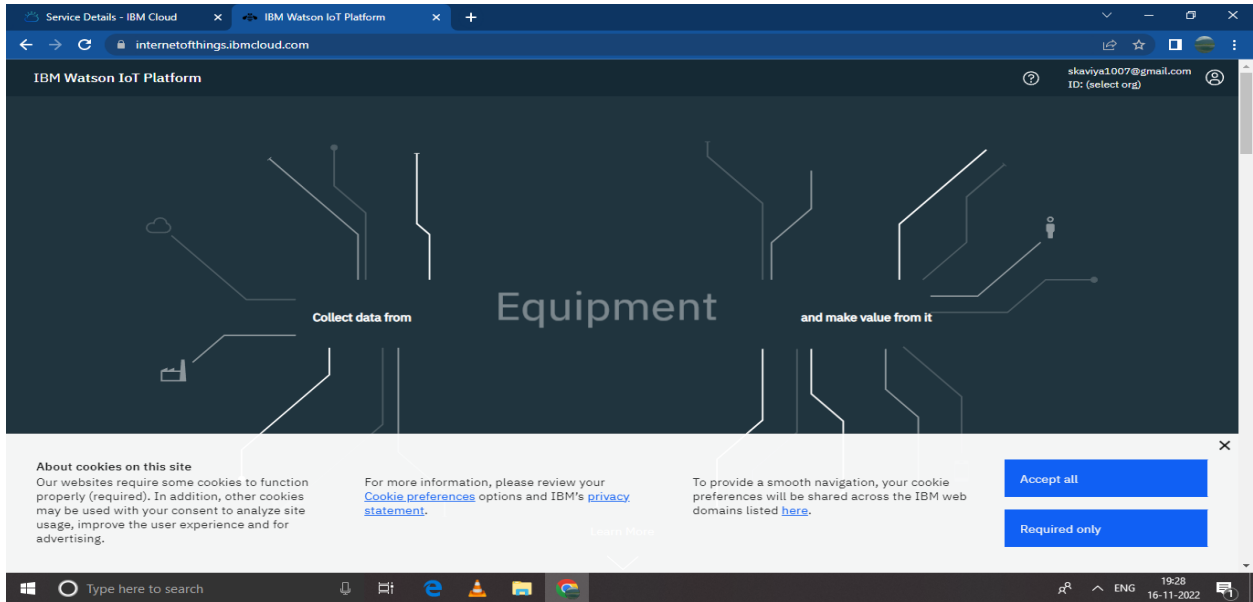 Service Details - IBM Cloud
IBM Watson IoT Platform
internetofthings.ibmcloud.com
IBM Watson IoT Platform
skaviya1007@gmail.com
ID: (select org)
Collect data from
Equipment
and make value from it
About cookies on this site
Our websites require some cookies to function
properly (required). In addition, other cookies
may be used with your consent to analyze site
usage, improve the user experience and for
advertising.
For more information, please review your
Cookie preferences options and IBM's privacy
statement.
To provide a smooth navigation, your cookie
preferences will be shared across the IBM web
domains listed here.
Accept all
Required only
Learn More
Type here to search
ENG
19:28
16-11-2022
1